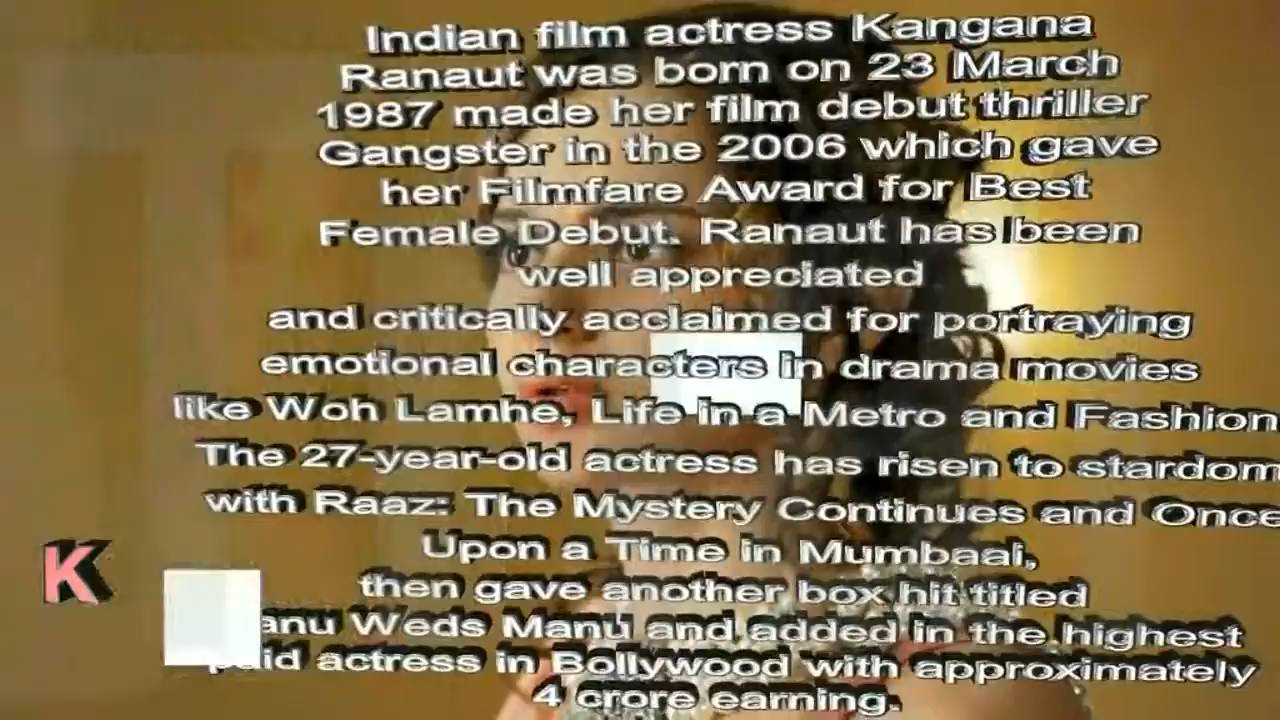 Indian film actress Kangana
Ranaut was born on 23 March
1987 made her film debut thriller
Gangster in the 2006 which gave
her Filmfare Award for Best
Female Debut. Ranaut has been
well appreciated
and critically acclaimed for portraying
emotional characters in drama movies
like Woh Lamhe, Life in a Metro and Fashion
The 27-year-old actress has risen to stardom
with Raaz: The Mystery Continues and Once
Upon a Time in Mumbaai,
then gave another box hit titled
anu Weds Manu and added in the highest
paid actress in Bollywood with approximately
4 crore earning.
K